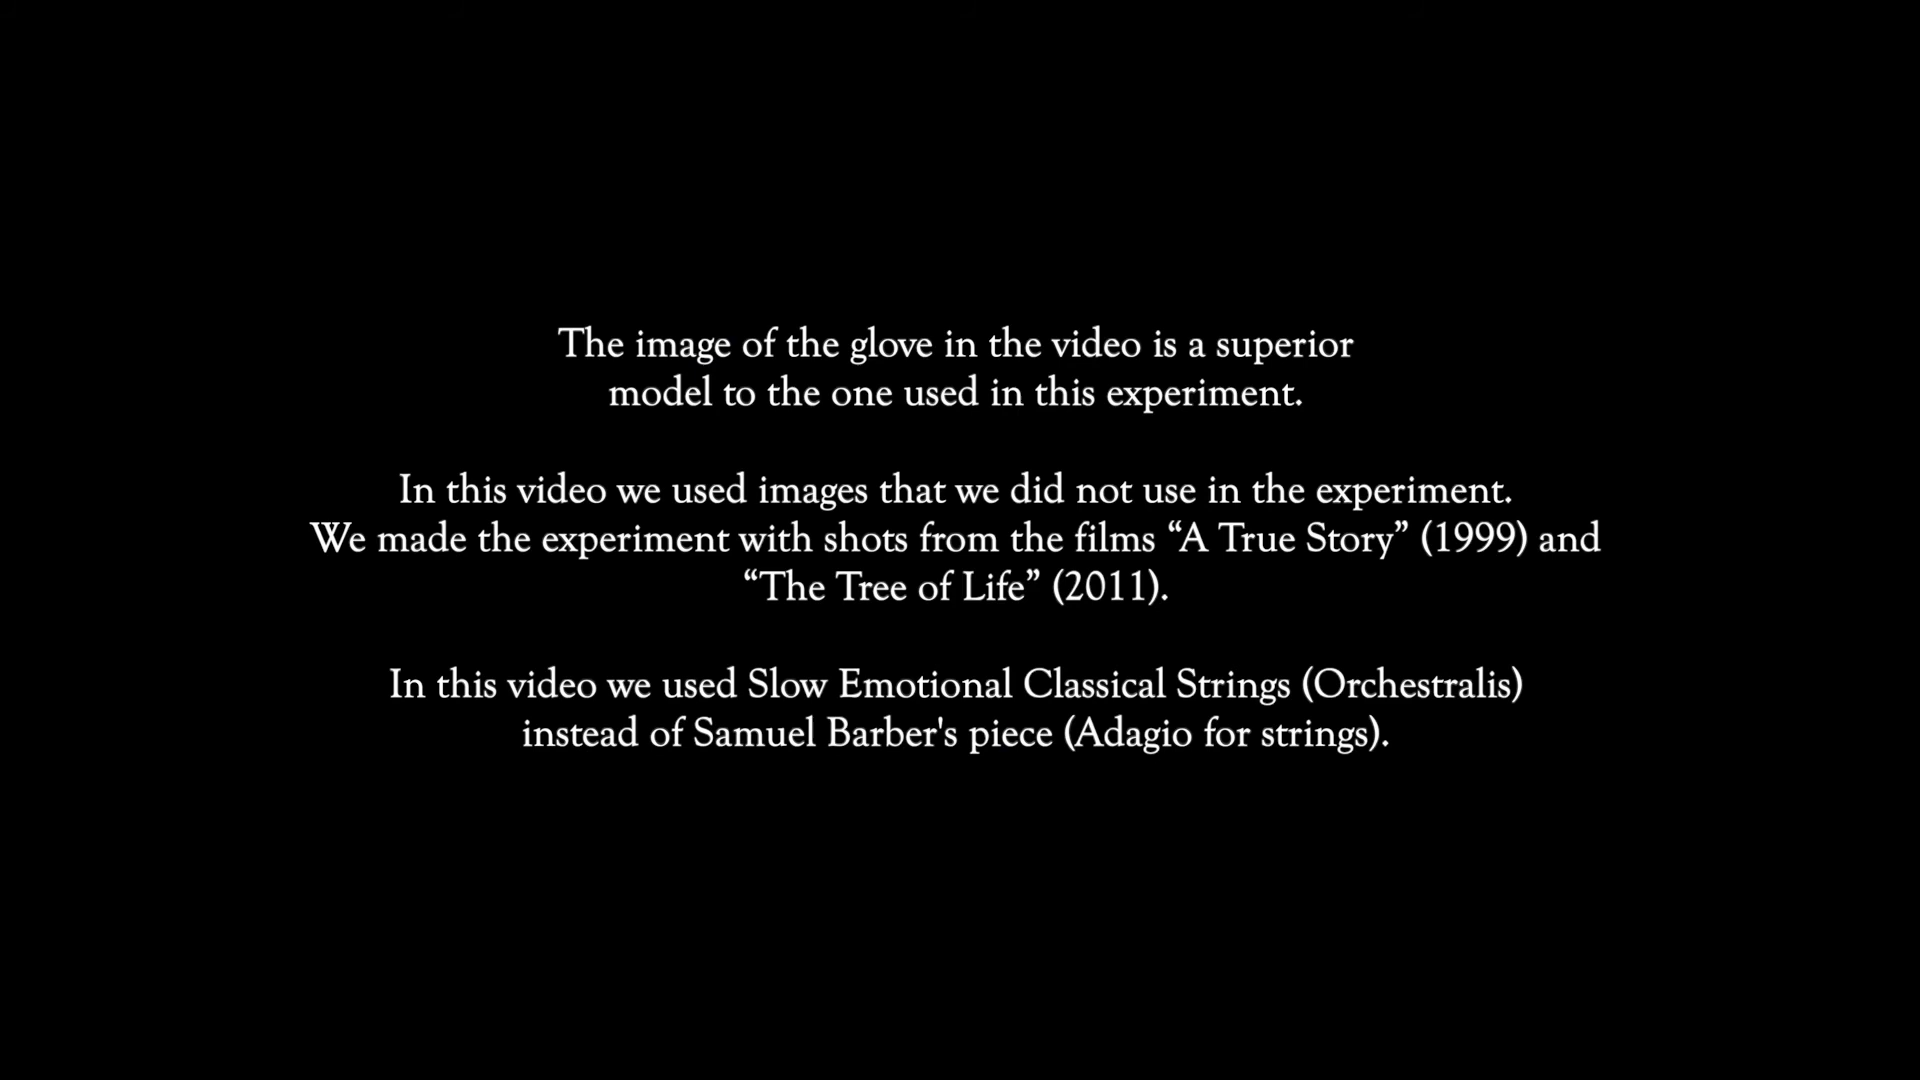 The image of the glove in the video is a superior
model to the one used in this experiment.
In this video we used images that we did not use in the experiment.
We made the experiment with shots from the films “A True Story” (1999) and
“The Tree of Life” (2011).
In this video we used Slow Emotional Classical Strings (Orchestralis)
instead of Samuel Barber's piece (Adagio for strings).